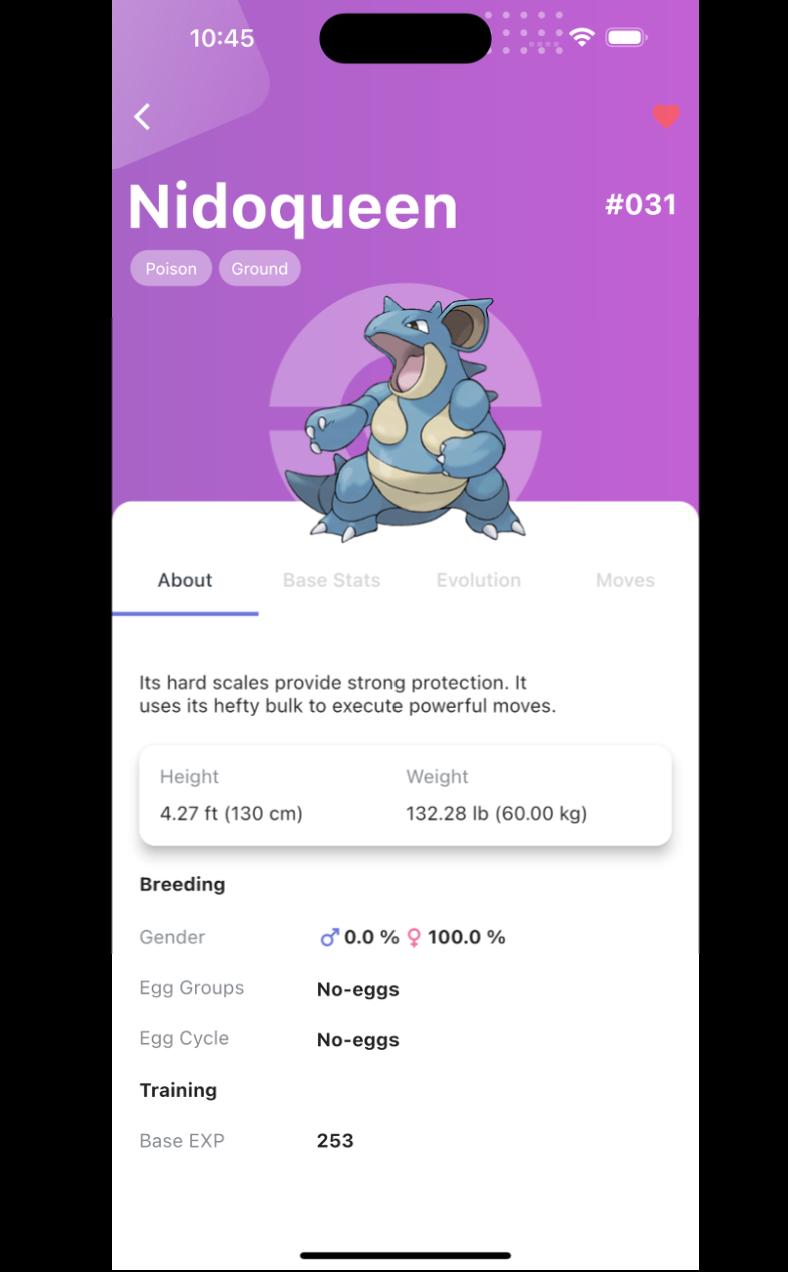 10:45
Nidoqueen
#031
Poison Ground
About Base Stats Evolution Moves
Its hard scales provide strong protection. It
uses its hefty bulk to execute powerful moves.
Height Weight
4.27 ft (130 cm) 132.28 lb (60.00 kg)
Breeding
Gender ♂ 0.0 % ♀ 100.0 %
Egg Groups No-eggs
Egg Cycle No-eggs
Training
Base EXP 253